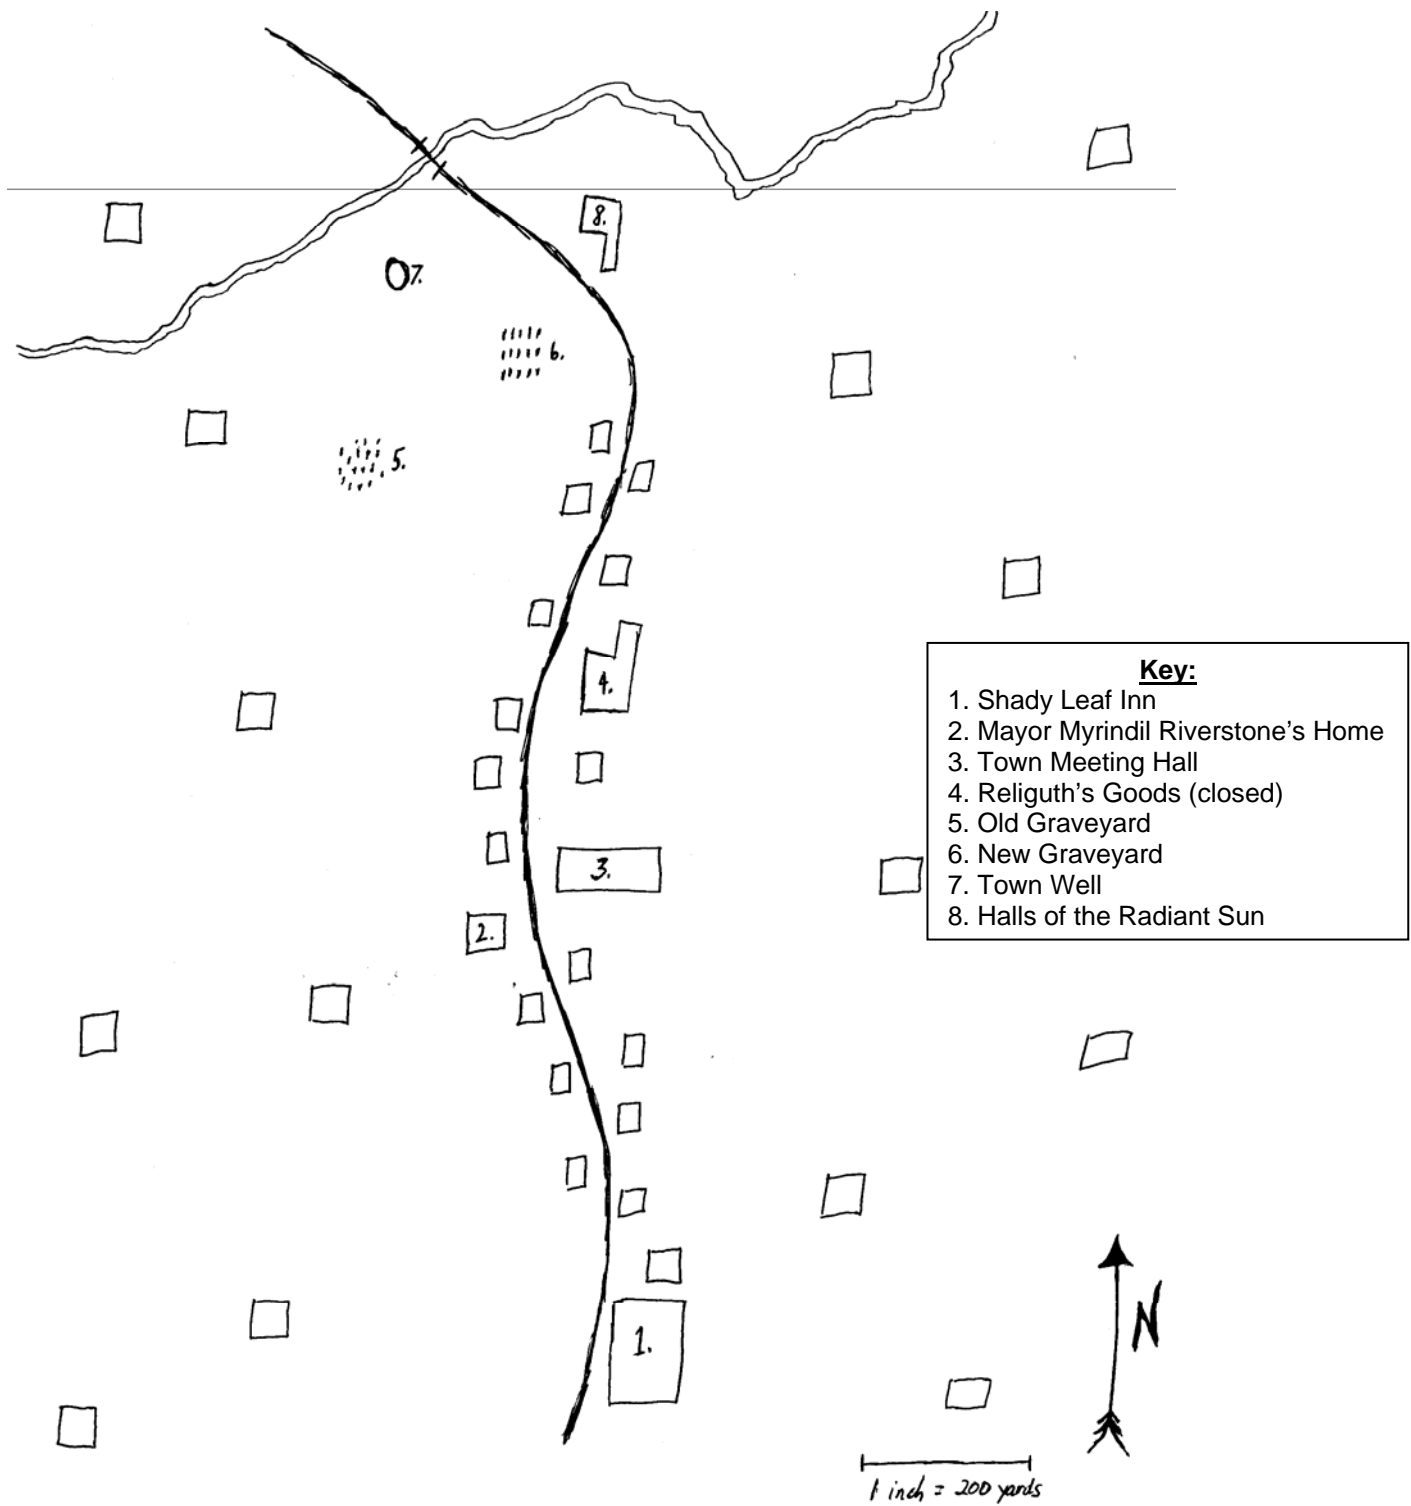 8.
7.
6.
5.
4.
Key:
1. Shady Leaf Inn
2. Mayor Myrindil Riverstone’s Home
3. Town Meeting Hall
4. Religuth’s Goods (closed)
5. Old Graveyard
6. New Graveyard
7. Town Well
8. Halls of the Radiant Sun
3.
2.
N
1.
1 inch = 200 yards